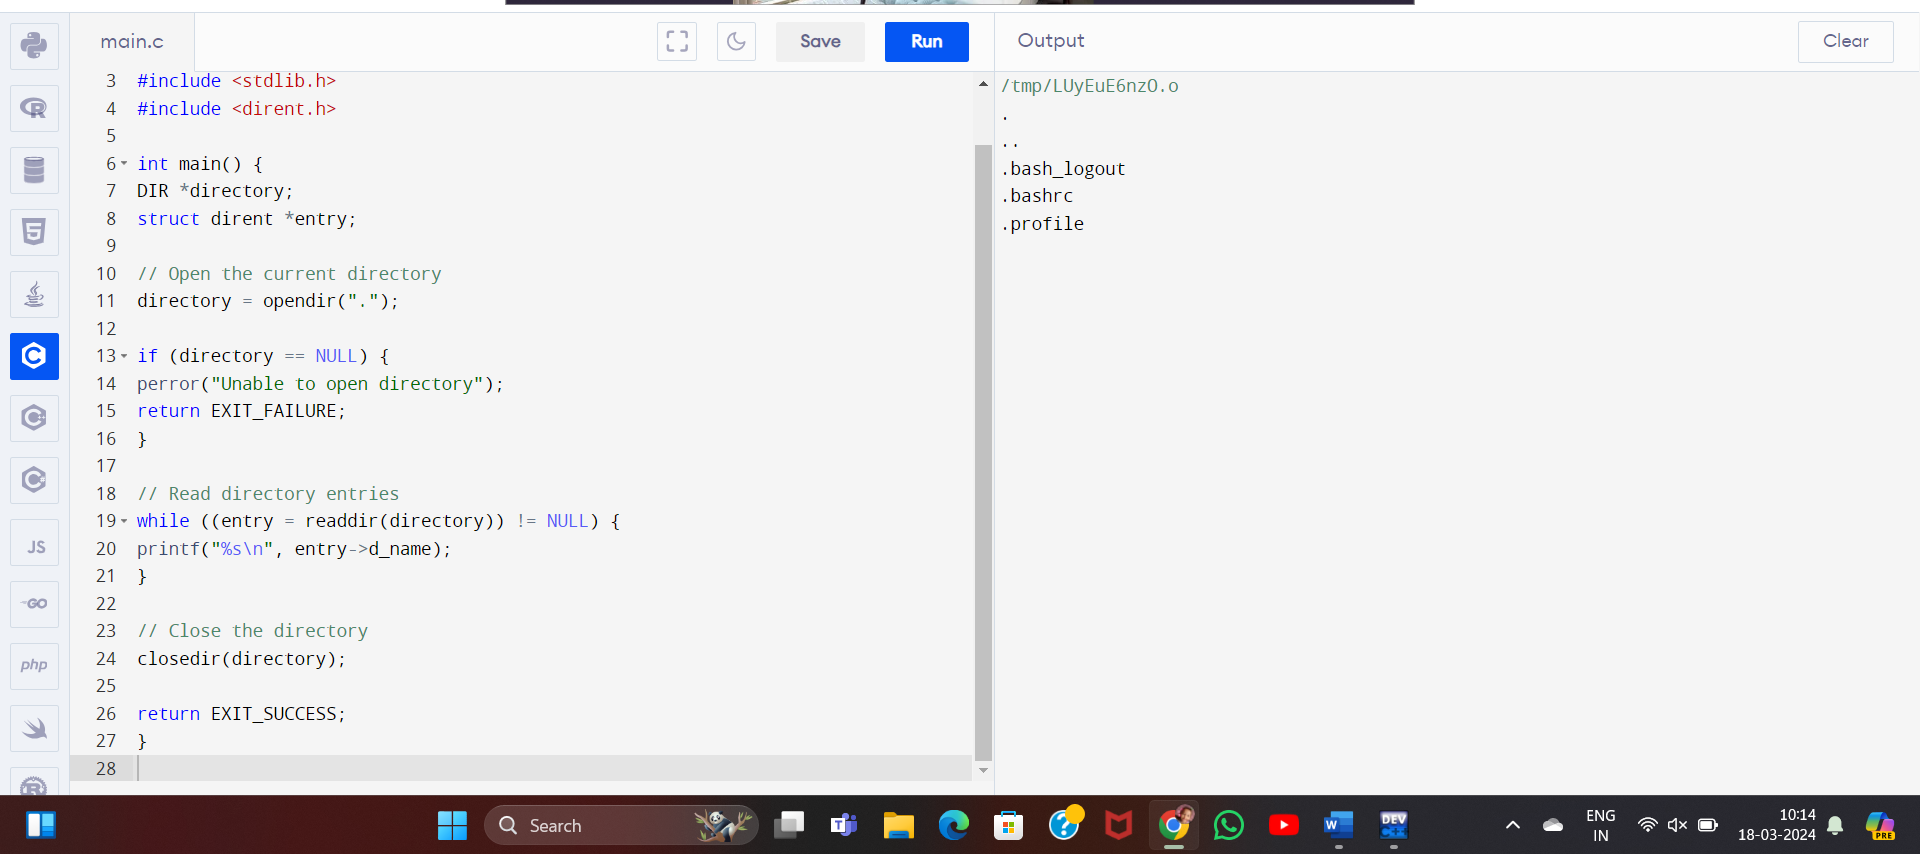 main.c
Save
Run
Output
Clear
3 #include <stdlib.h>
4 #include <dirent.h>
5
6 int main() {
7 DIR *directory;
8 struct dirent *entry;
9
10 // Open the current directory
11 directory = opendir(".");
12
13 if (directory == NULL) {
14 perror("Unable to open directory");
15 return EXIT_FAILURE;
16 }
17
18 // Read directory entries
19 while ((entry = readdir(directory)) != NULL) {
20 printf("%s\n", entry->d_name);
21 }
22
23 // Close the directory
24 closedir(directory);
25
26 return EXIT_SUCCESS;
27 }
28
/tmp/LUyEuE6nzO.o
.
..
.bash_logout
.bashrc
.profile
R
5
C
C
C
JS
GO
php
R
Search
T
?
W
DEV
C++
ENG
IN
10:14
18-03-2024
PRE